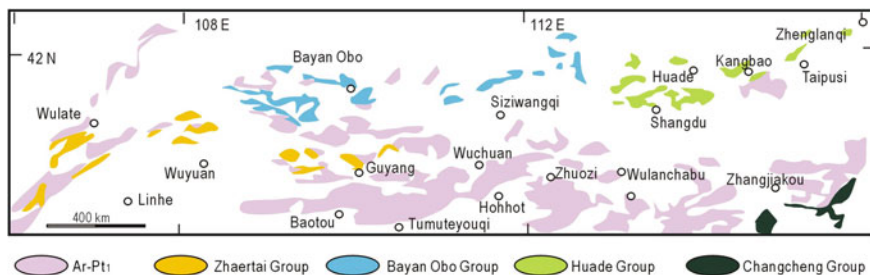 108 E
112 E
42 N
Zhenglanqi
Bayan Obo
Huade
Kangbao
Taipusi
Wulate
Siziwangqi
Shangdu
Wuyuan
Guyang
Wuchuan
Zhuozi
Wulanchabu
Zhangjiakou
Linhe
Hohhot
Baotou
Tumuteyouqi
400 km
Ar-Pt1
Zhaertai Group
Bayan Obo Group
Huade Group
Changcheng Group